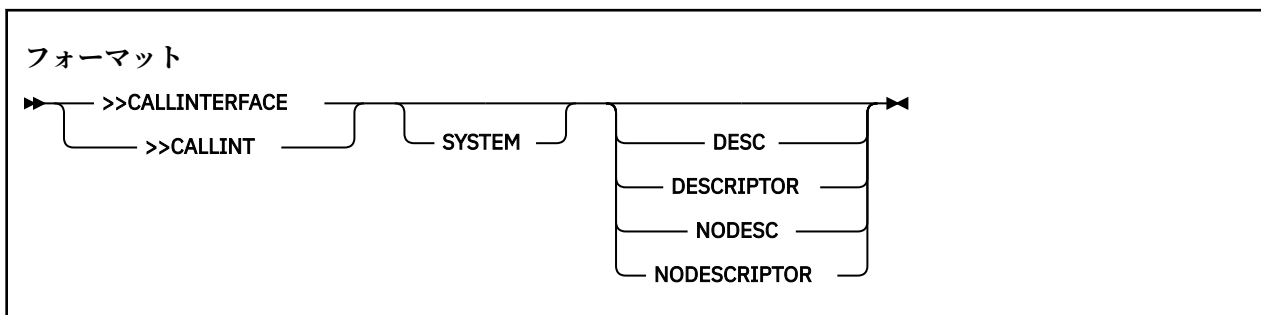 フォーマット
>>CALLINTERFACE
>>CALLINT
SYSTEM
DESC
DESCRIPTOR
NODESC
NODESCRIPTOR